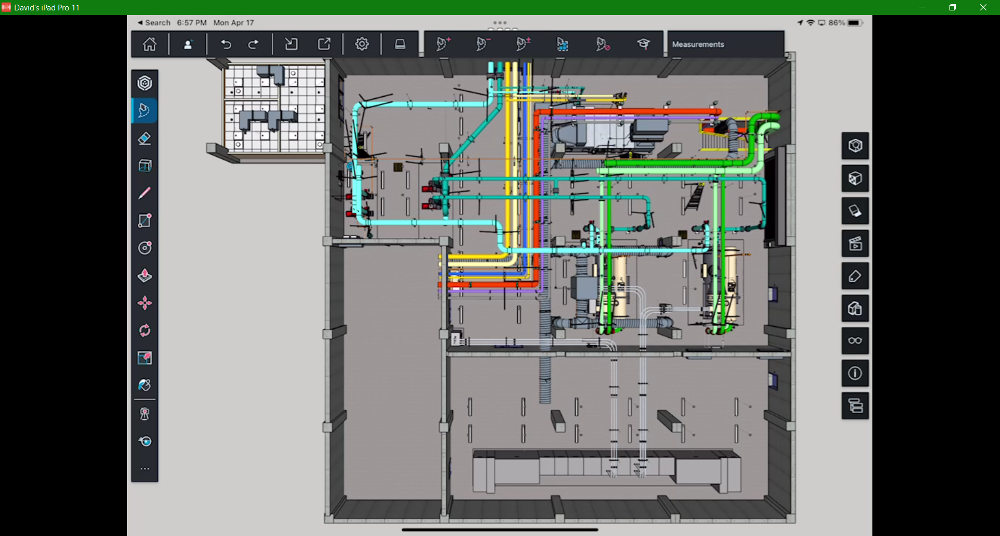 David's iPad Pro 11
◀ Search 6:57 PM Mon Apr 17
86%
Measurements